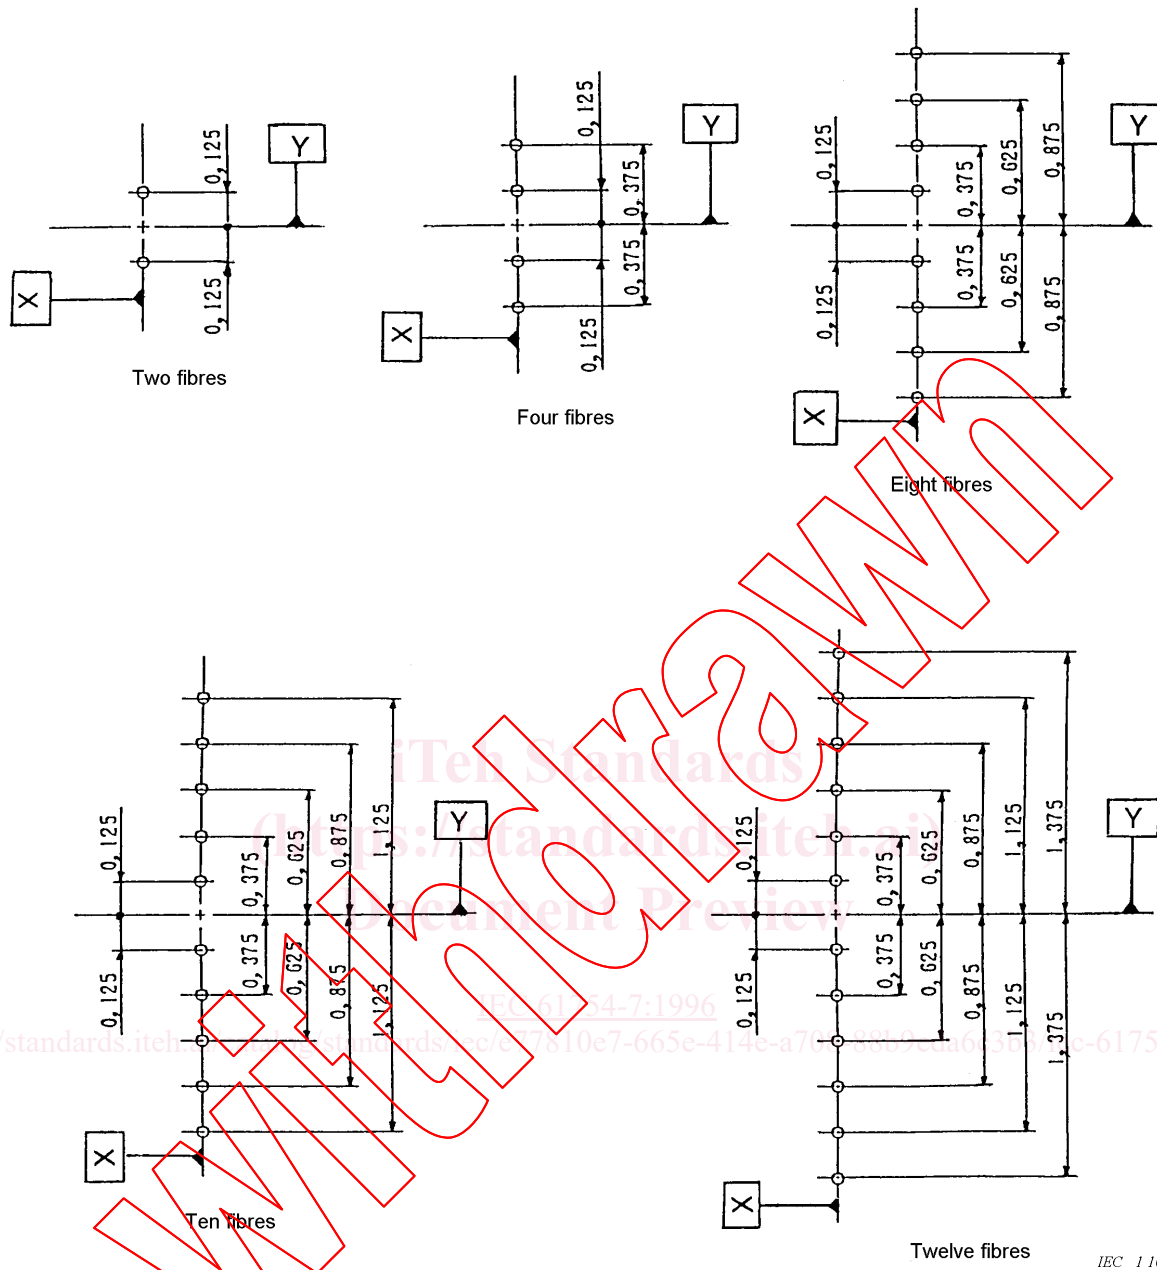 0,125
0,125
Y
X
Two fibres
0,125
0,375
0,375
0,125
Y
X
Four fibres
0,125
0,125
0,375
0,625
0,875
0,375
0,625
0,875
Y
X
Eight fibres
0,125
0,125
0,375
0,625
0,875
1,125
0,375
0,625
0,875
1,125
Y
X
Ten fibres
0,125
0,125
0,375
0,625
0,875
1,125
1,375
0,375
0,625
0,875
1,125
1,375
Y
X
Twelve fibres
iTeh Standards
(https://standards.iteh.ai)
Document Preview
IEC 61754-7:1996
Withdrawn
IEC